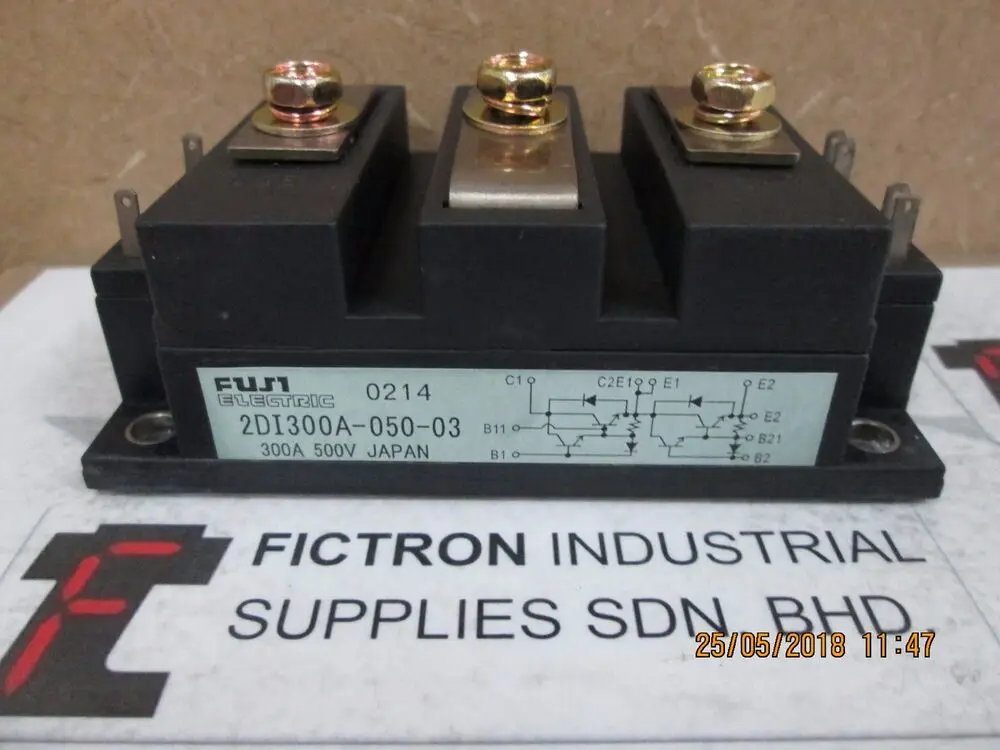 FUJI
ELECTRIC
0214
2DI300A-050-03
300A 500V JAPAN
C1
C2E1
E1
E2
B11
E2
B21
B1
B2
FICTRON INDUSTRIAL
SUPPLIES SDN. BHD.
25/05/2018 11:47